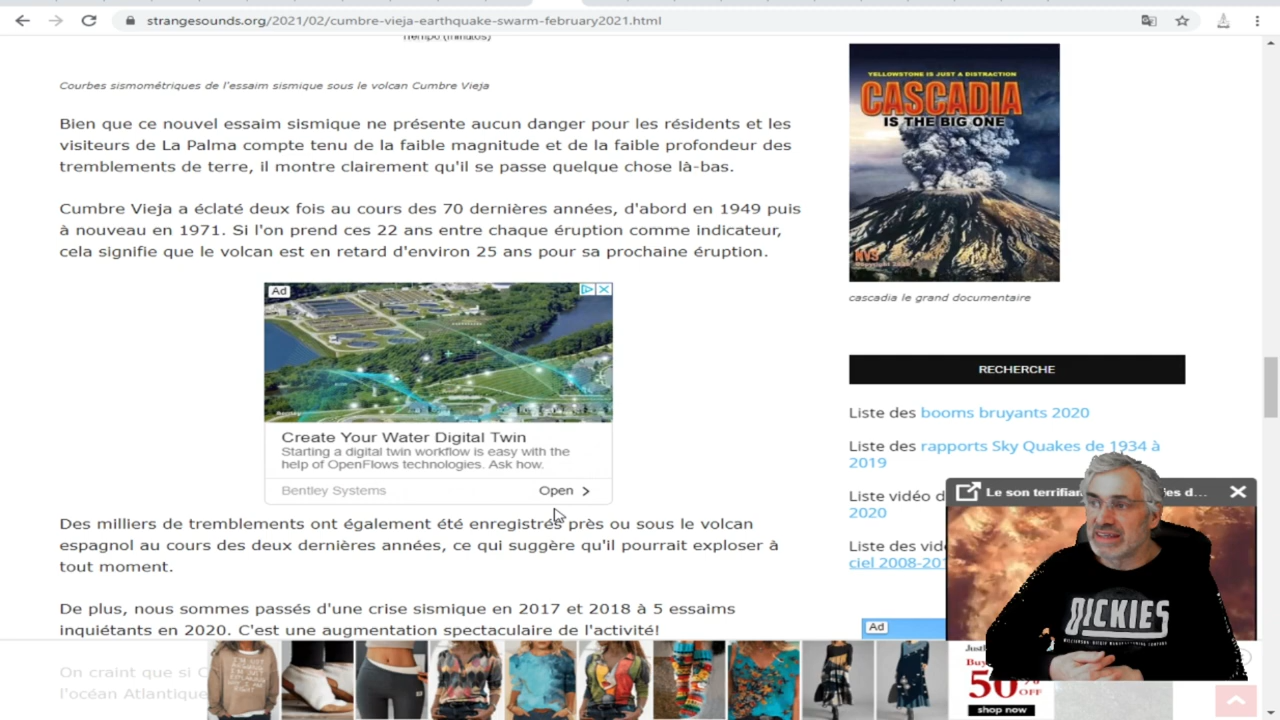 strangesounds.org/2021/02/cumbre-vieja-earthquake-swarm-february2021.html
Tiempo (minutos)
Courbes sismométriques de l'essaim sismique sous le volcan Cumbre Vieja
Bien que ce nouvel essaim sismique ne présente aucun danger pour les résidents et les
visiteurs de La Palma compte tenu de la faible magnitude et de la faible profondeur des
tremblements de terre, il montre clairement qu'il se passe quelque chose là-bas.
Cumbre Vieja a éclaté deux fois au cours des 70 dernières années, d'abord en 1949 puis
à nouveau en 1971. Si l'on prend ces 22 ans entre chaque éruption comme indicateur,
cela signifie que le volcan est en retard d'environ 25 ans pour sa prochaine éruption.
Ad
Create Your Water Digital Twin
Starting a digital twin workflow is easy with the
help of OpenFlows technologies. Ask how.
Bentley Systems
Open
Des milliers de tremblements ont également été enregistrés près ou sous le volcan
espagnol au cours des deux dernières années, ce qui suggère qu'il pourrait exploser à
tout moment.
De plus, nous sommes passés d'une crise sismique en 2017 et 2018 à 5 essaims
inquiétants en 2020. C'est une augmentation spectaculaire de l'activité!
On craint que si C
l'océan Atlantique
YELLOWSTONE IS JUST A DISTRACTION
CASCADIA
IS THE BIG ONE
cascadia le grand documentaire
RECHERCHE
Liste des booms bruyants 2020
Liste des rapports Sky Quakes de 1934 à
2019
Liste vidéo d
2020
Liste des vidé
ciel 2008-201
Le son terrifian
es d...
DICKIES
Ad
50% OFF
shop now